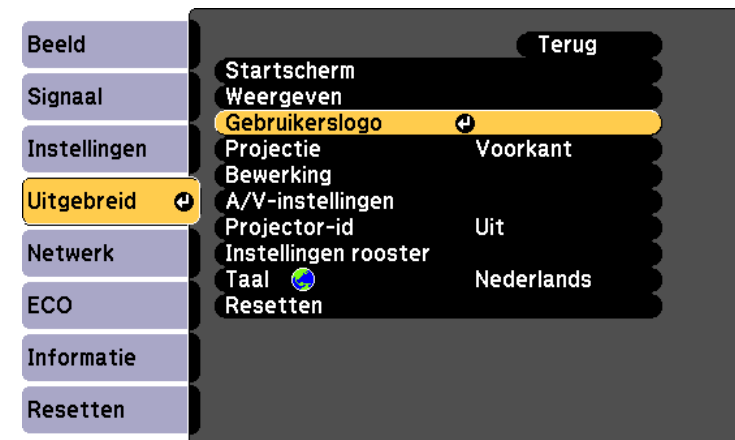 Beeld
Signaal
Instellingen
Uitgebreid
Netwerk
ECO
Informatie
Resetten
Terug
Startscherm
Weergeven
Gebruikerslogo
Projectie Voorkant
Bewerking
A/V-instellingen
Projector-id Uit
Instellingen rooster
Taal Nederlands
Resetten